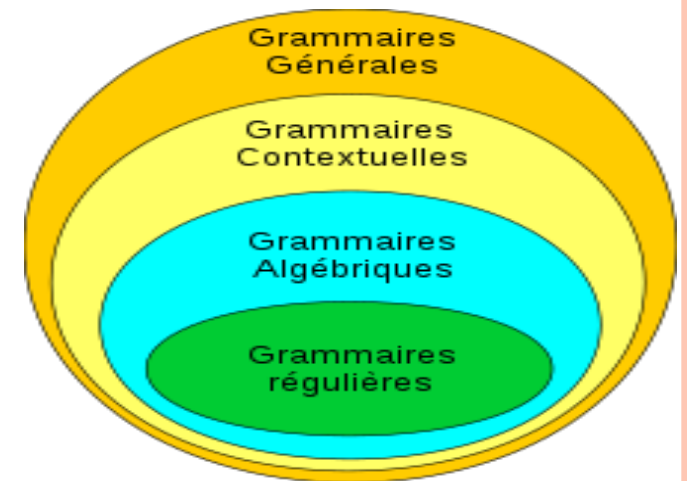 Grammaires
Générales
Grammaires
Contextuelles
Grammaires
Algébriques
Grammaires
régulières